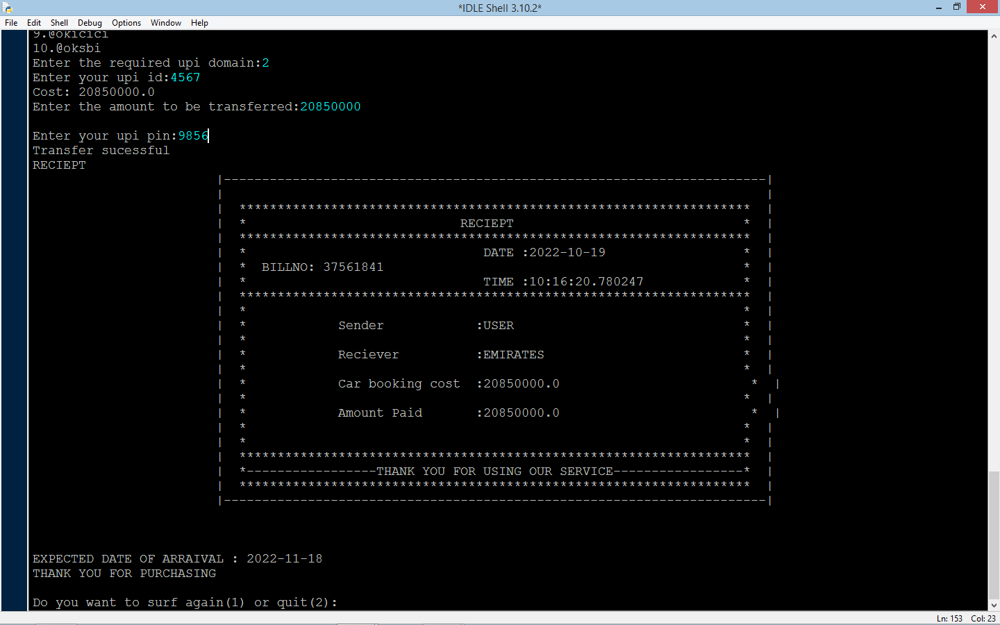 *IDLE Shell 3.10.2*
File Edit Shell Debug Options Window Help
9.@okicici
10.@oksbi
Enter the required upi domain:2
Enter your upi id:4567
Cost: 20850000.0
Enter the amount to be transferred:20850000
Enter your upi pin:9856
Transfer sucessful
RECIEPT
|-----------------------------------------------------------------------|
| |
| ******************************************************************* |
| * RECIEPT * |
| ******************************************************************* |
| * DATE :2022-10-19 * |
| * BILLNO: 37561841 * |
| * TIME :10:16:20.780247 * |
| ******************************************************************* |
| * * |
| * Sender :USER * |
| * * |
| * Reciever :EMIRATES * |
| * * |
| * Car booking cost :20850000.0 * |
| * * |
| * Amount Paid :20850000.0 * |
| * * |
| * * |
| ******************************************************************* |
| *-----------------THANK YOU FOR USING OUR SERVICE-----------------* |
| ******************************************************************* |
|-----------------------------------------------------------------------|
EXPECTED DATE OF ARRAIVAL : 2022-11-18
THANK YOU FOR PURCHASING
Do you want to surf again(1) or quit(2):
Ln: 153 Col: 23